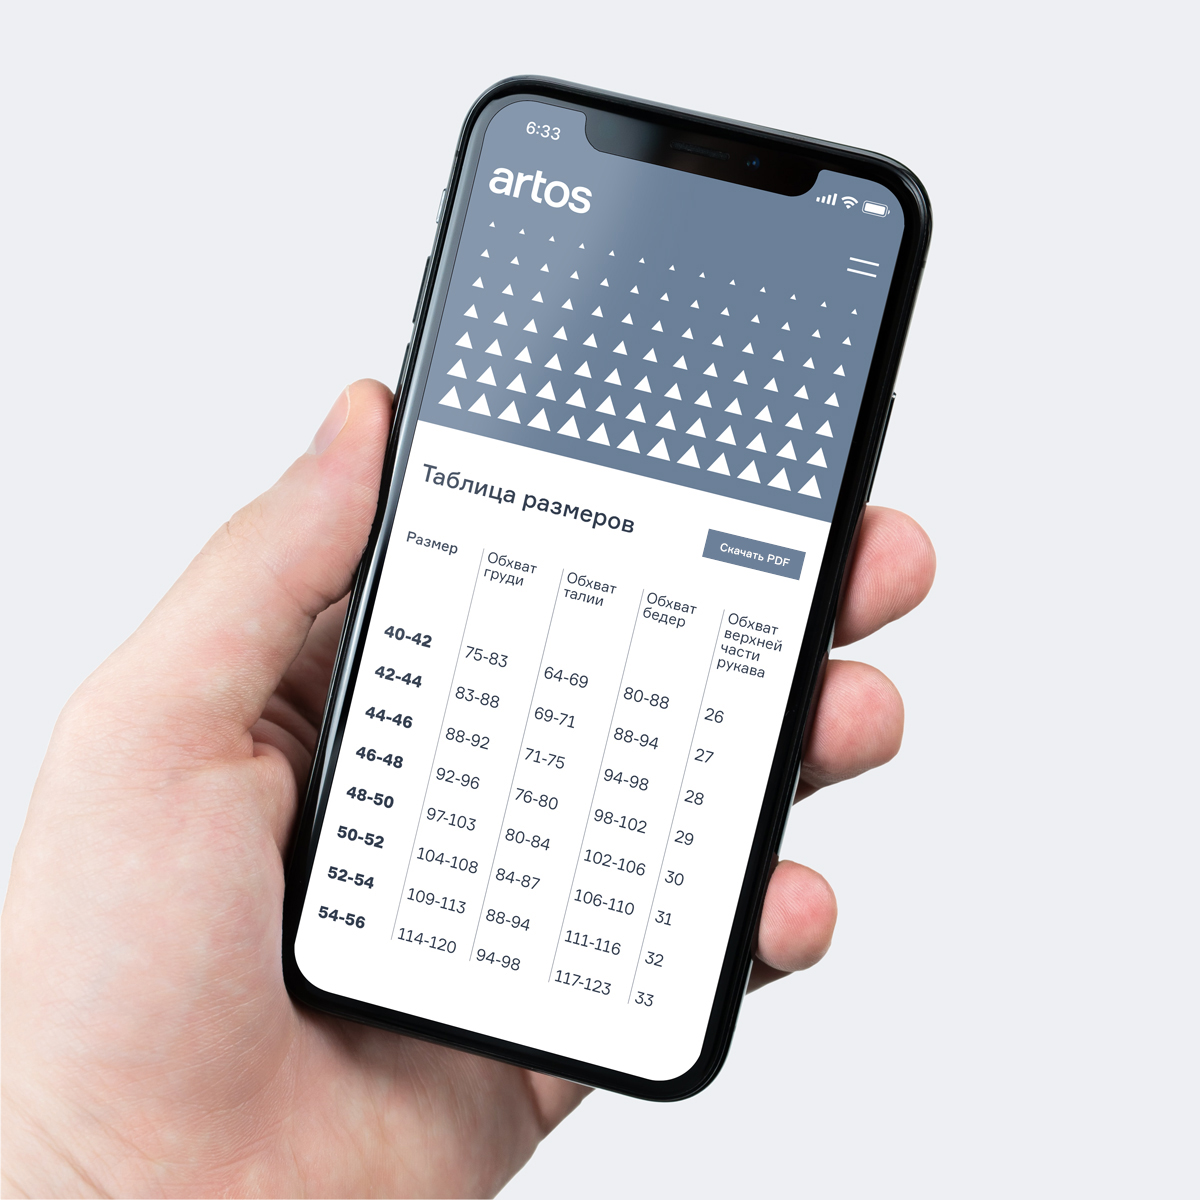 6:33
artos
Таблица размеров
Скачать PDF
Размер
Обхват
груди
Обхват
талии
Обхват
бедер
Обхват
верхней
части
рукава
40-42 75-83 64-69 80-88 26
42-44 83-88 69-71 88-94 27
44-46 88-92 71-75 94-98 28
46-48 92-96 76-80 98-102 29
48-50 97-103 80-84 102-106 30
50-52 104-108 84-87 106-110 31
52-54 109-113 88-94 111-116 32
54-56 114-120 94-98 117-123 33